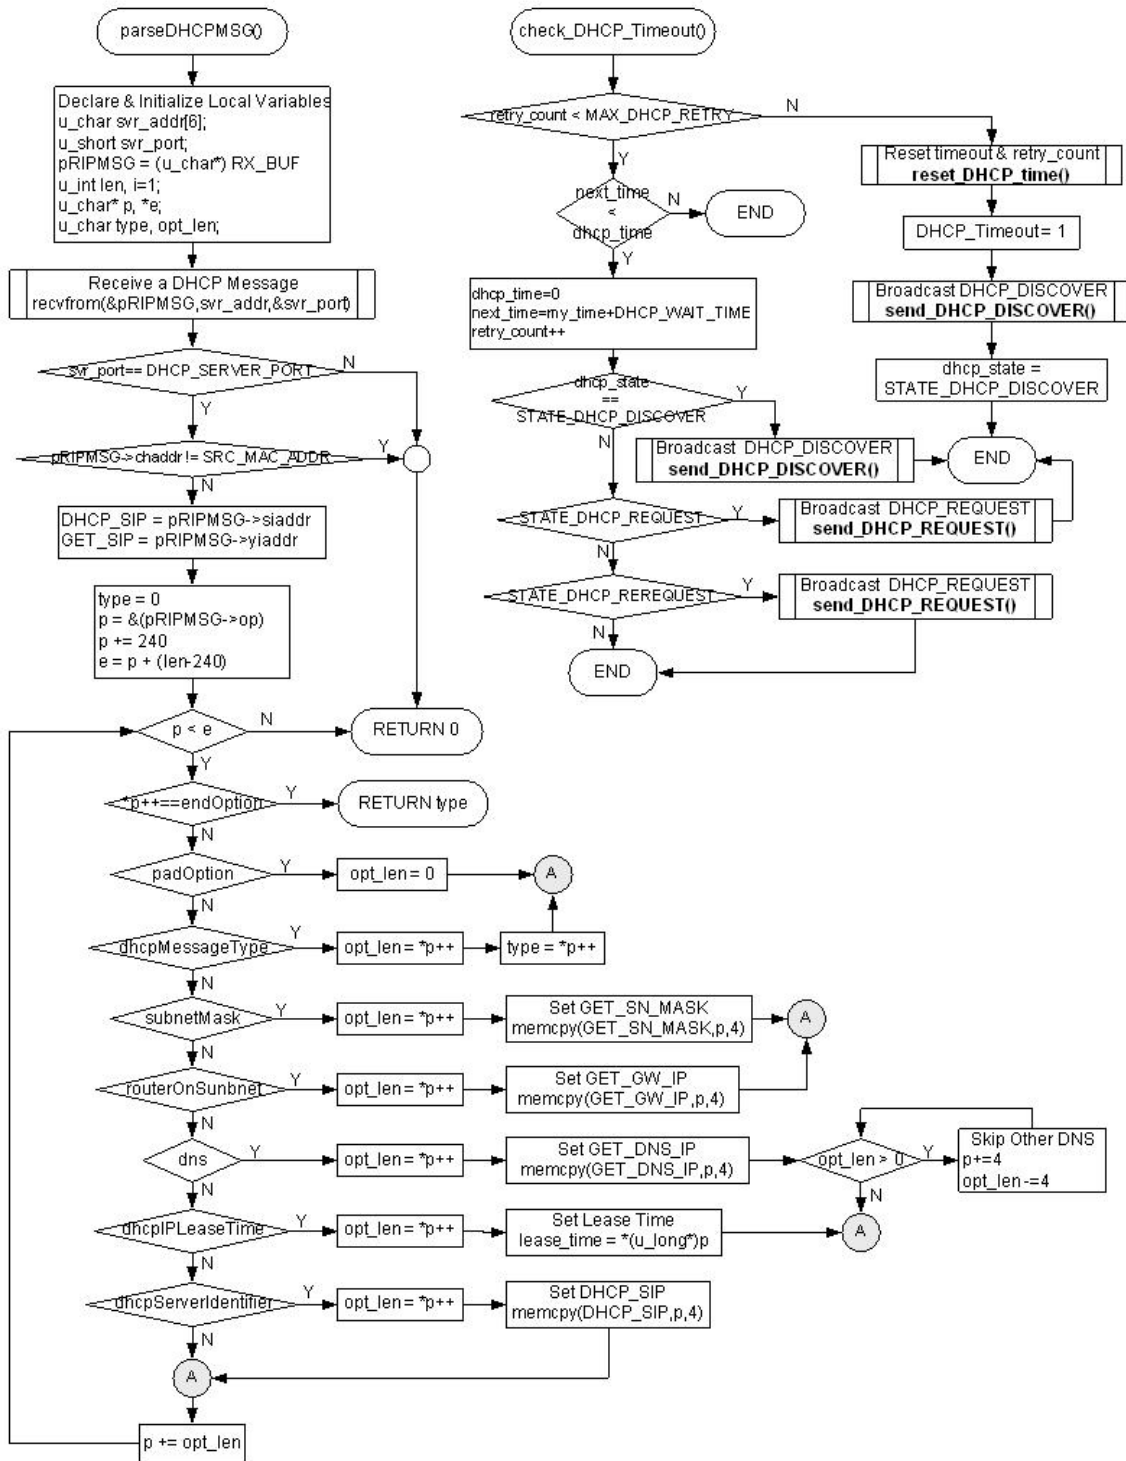 parseDHCPMSG()
Declare & Initialize Local Variables
u_char svr_addr[6];
u_short svr_port;
pRIPMSG = (u_char*) RX_BUF
u_int len, i=1;
u_char* p, *e;
u_char type, opt_len;
Receive a DHCP Message
recvfrom(&pRIPMSG,svr_addr,&svr_port)
svr_port== DHCP_SERVER_PORT
N
Y
pRIPMSG->chaddr!= SRC_MAC_ADDR
Y
N
DHCP_SIP = pRIPMSG->siaddr
GET_SIP = pRIPMSG->yiaddr
type = 0
p = &(pRIPMSG->op)
p += 240
e = p + (len-240)
p < e
N
RETURN 0
Y
*p++==endOption
Y
RETURN type
N
padOption
Y
opt_len = 0
A
N
dhcpMessageType
Y
opt_len = *p++
type = *p++
N
subnetMask
Y
opt_len = *p++
Set GET_SN_MASK
memcpy(GET_SN_MASK,p,4)
A
N
routerOnSunbnet
Y
opt_len = *p++
Set GET_GW_IP
memcpy(GET_GW_IP,p,4)
N
dns
Y
opt_len = *p++
Set GET_DNS_IP
memcpy(GET_DNS_IP,p,4)
opt_len > 0
Y
Skip Other DNS
p+=4
opt_len -=4
N
A
N
dhcpIPLeaseTime
Y
opt_len = *p++
Set Lease Time
lease_time = *(u_long*)p
N
dhcpServerIdentifier
Y
opt_len = *p++
Set DHCP_SIP
memcpy(DHCP_SIP,p,4)
N
A
p += opt_len
check_DHCP_Timeout()
retry_count < MAX_DHCP_RETRY
N
Y
next_time
<
dhcp_time
N
END
Y
dhcp_time=0
next_time=my_time+DHCP_WAIT_TIME
retry_count++
dhcp_state
==
STATE_DHCP_DISCOVER
Y
Broadcast DHCP_DISCOVER
send_DHCP_DISCOVER()
N
STATE_DHCP_REQUEST
Y
Broadcast DHCP_REQUEST
send_DHCP_REQUEST()
N
STATE_DHCP_REREQUEST
Y
Broadcast DHCP_REQUEST
send_DHCP_REQUEST()
N
END
Reset timeout & retry_count
reset_DHCP_time()
DHCP_Timeout = 1
Broadcast DHCP_DISCOVER
send_DHCP_DISCOVER()
dhcp_state =
STATE_DHCP_DISCOVER
END